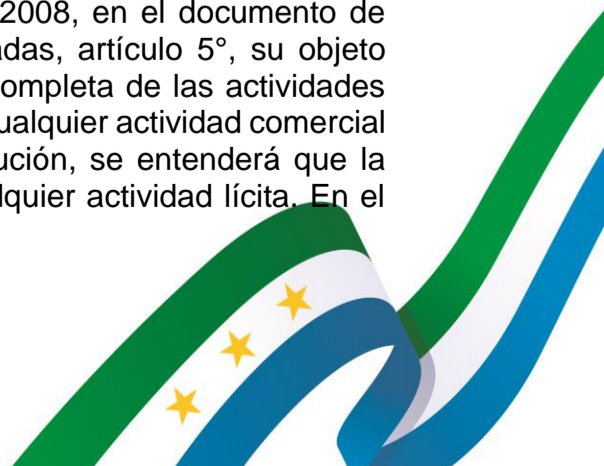 2008, en el documento de
adas, artículo 5°, su objeto
ompleta de las actividades
ualquier actividad comercial
ución, se entenderá que la
lquier actividad lícita. En el